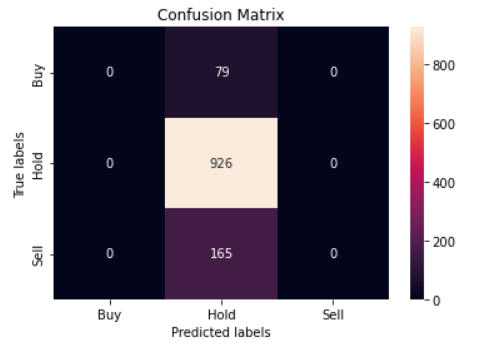 Confusion Matrix
Buy
0 79 0
800
600
True labels
Hold
0 926 0
400
200
Sell
0 165 0
0
Buy Hold Sell
Predicted labels